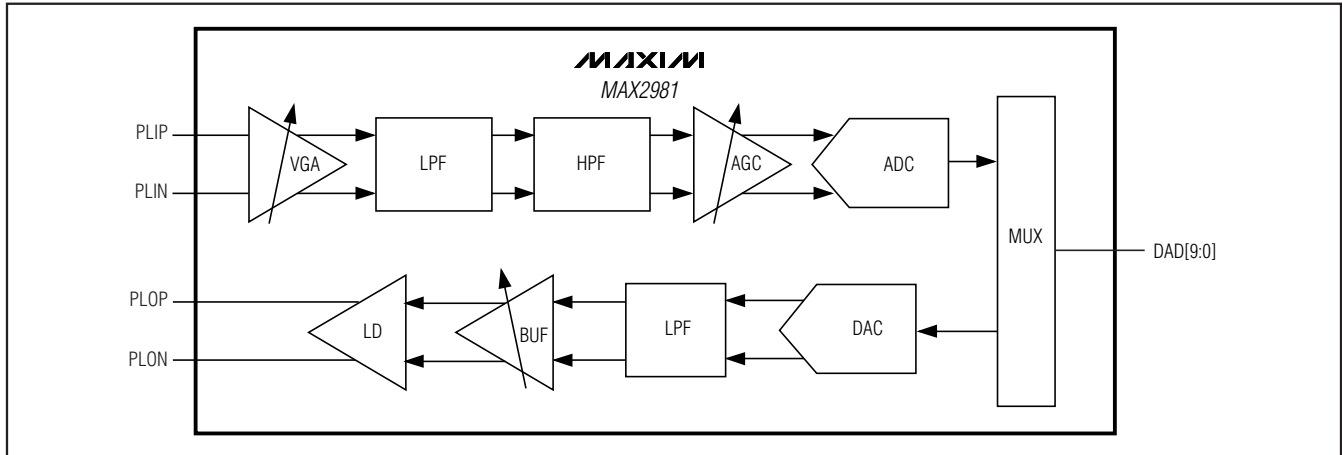 MAXIM
MAX2981
PLIP
PLIN
VGA
LPF
HPF
AGC
ADC
MUX
DAD[9:0]
PLOP
PLON
LD
BUF
LPF
DAC